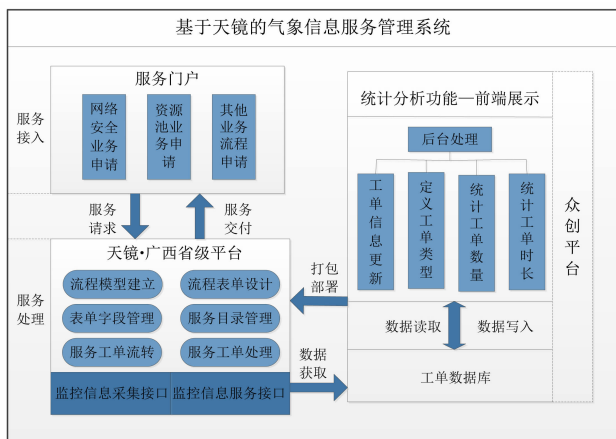 基于天镜的气象信息服务管理系统
服务
接入
服务门户
网络
安全
业务
申请
资源
池业
务申
请
其他
业务
流程
申请
服务
请求
服务
交付
服务
处理
天镜·广西省级平台
流程模型建立
流程表单设计
表单字段管理
服务目录管理
服务工单流转
服务工单处理
监控信息采集接口
监控信息服务接口
打包
部署
数据
获取
统计分析功能—前端展示
后台处理
工单信息更新
定义工单类型
统计工单数量
统计工单时长
数据读取
数据写入
工单数据库
众创平台